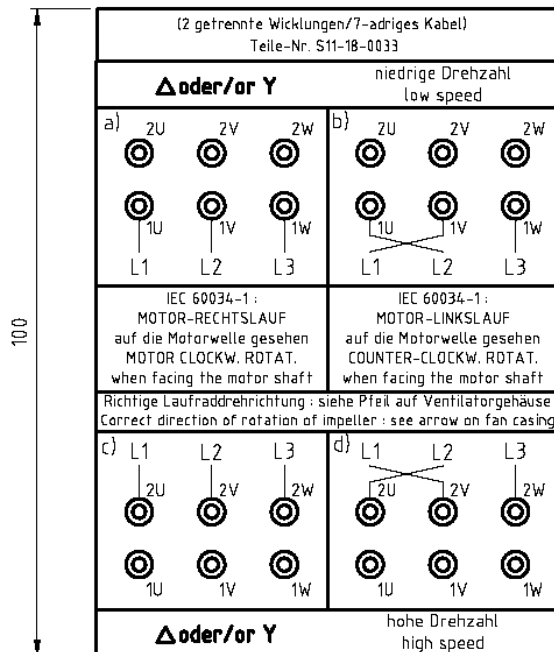 (2 getrennte Wicklungen/7-adriges Kabel)
Teile-Nr. S11-18-0033
Δ oder/or Y
niedrige Drehzahl
low speed
a) 2U 2V 2W
1U 1V 1W
L1 L2 L3
b) 2U 2V 2W
1U 1V 1W
L1 L2 L3
IEC 60034-1 :
MOTOR-RECHTSLAUF
auf die Motorwelle gesehen
MOTOR CLOCKW. ROTAT.
when facing the motor shaft
IEC 60034-1 :
MOTOR-LINKSLAUF
auf die Motorwelle gesehen
COUNTER-CLOCKW. ROTAT.
when facing the motor shaft
Richtige Laufraddrehrichtung : siehe Pfeil auf Ventilatorgehäuse
Correct direction of rotation of impeller : see arrow on fan casing
c) L1 L2 L3
2U 2V 2W
1U 1V 1W
d) L1 L2 L3
2U 2V 2W
1U 1V 1W
Δ oder/or Y
hohe Drehzahl
high speed
100